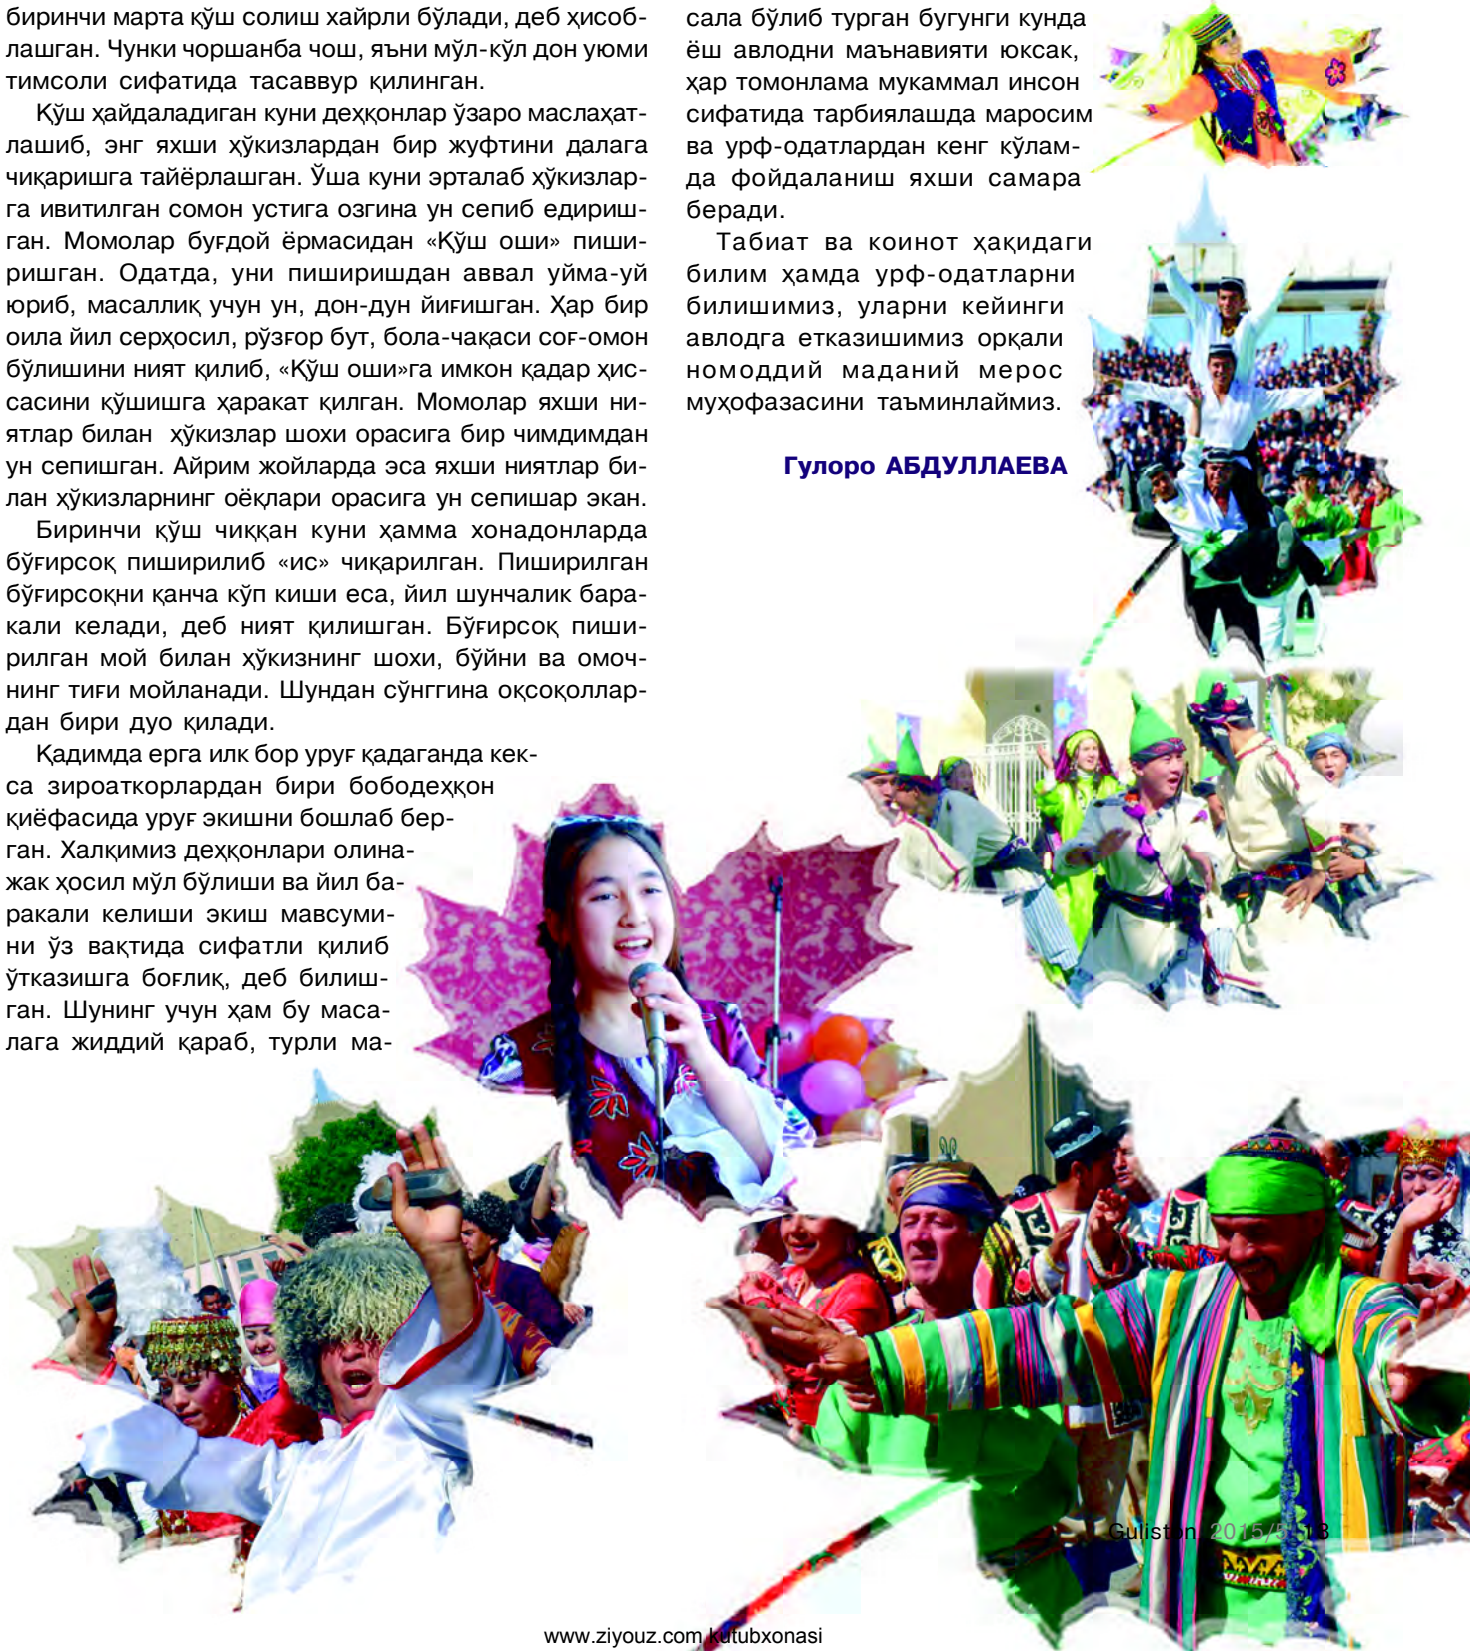 биринчи марта қўш солиш хайрли бўлади, деб ҳисоб-
лашган. Чунки чоршанба чош, яъни мўл-кўл дон уюми
тимсоли сифатида тасаввур қилинган.
Қўш ҳайдаладиган куни деҳқонлар ўзаро маслаҳат-
лашиб, энг яхши ҳўкизлардан бир жуфтини далага
чиқаришга тайёрлашган. Ўша куни эрталаб ҳўкизлар-
га ивитилган сомон устига озгина ун сепиб едириш-
ган. Момолар буғдой ёрмасидан «Қўш оши» пиши-
ришган. Одатда, уни пиширишдан аввал уйма-уй
юриб, масаллиқ учун ун, дон-дун йиғишган. Ҳар бир
оила йил серҳосил, рўзғор бут, бола-чақаси соғ-омон
бўлишини ният қилиб, «Қўш оши»га имкон қадар ҳис-
сасини қўшишга ҳаракат қилган. Момолар яхши ни-
ятлар билан ҳўкизлар шохи орасига бир чимдимдан
ун сепишган. Айрим жойларда эса яхши ниятлар би-
лан ҳўкизларнинг оёқлари орасига ун сепишар экан.
Биринчи қўш чиққан куни ҳамма хонадонларда
бўғирсоқ пиширилиб «ис» чиқарилган. Пиширилган
бўғирсоқни қанча кўп киши еса, йил шунчалик бара-
кали келади, деб ният қилишган. Бўғирсоқ пиши-
рилган мой билан ҳўкизнинг шохи, бўйни ва омоч-
нинг тиғи мойланади. Шундан сўнггина оқсоқоллар-
дан бири дуо қилади.
Қадимда ерга илк бор уруғ қадаганда кек-
са зироаткорлардан бири бободеҳқон
қиёфасида уруғ экишни бошлаб бер-
ган. Халқимиз деҳқонлари олина-
жак ҳосил мўл бўлиши ва йил ба-
ракали келиши экиш мавсуми-
ни ўз вақтида сифатли қилиб
ўтказишга боғлиқ, деб билиш-
ган. Шунинг учун ҳам бу маса-
лага жиддий қараб, турли ма-
сала бўлиб турган бугунги кунда
ёш авлодни маънавияти юксак,
ҳар томонлама мукаммал инсон
сифатида тарбиялашда маросим
ва урф-одатлардан кенг кўлам-
да фойдаланиш яхши самара
беради.
Табиат ва коинот ҳақидаги
билим ҳамда урф-одатларни
билишимиз, уларни кейинги
авлодга етказишимиз орқали
номоддий маданий мерос
муҳофазасини таъминлаймиз.
Гулоро АБДУЛЛАЕВА
Guliston 2015/5 13
www.ziyouz.com kutubxonasi